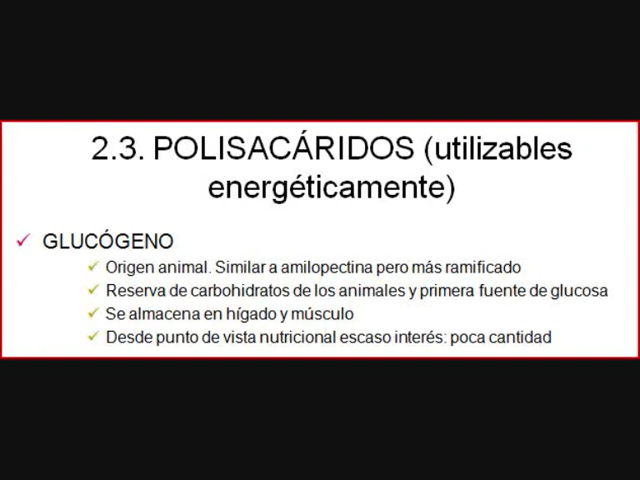 2.3. POLISACÁRIDOS (utilizables
energéticamente)
GLUCÓGENO
Origen animal. Similar a amilopectina pero más ramificado
Reserva de carbohidratos de los animales y primera fuente de glucosa
Se almacena en hígado y músculo
Desde punto de vista nutricional escaso interés: poca cantidad